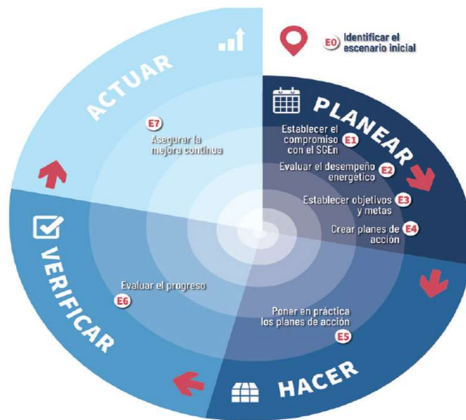 E0 Identificar el
escenario inicial
PLANEAR
E1 Establecer el
compromiso
con el SGEn
E2 Evaluar el desempeño
energético
E3 Establecer objetivos
y metas
E4 Crear planes de
acción
HACER
Poner en práctica
los planes de acción
E5
VERIFICAR
Evaluar el progreso
E6
ACTUAR
E7
Asegurar la
mejora continua